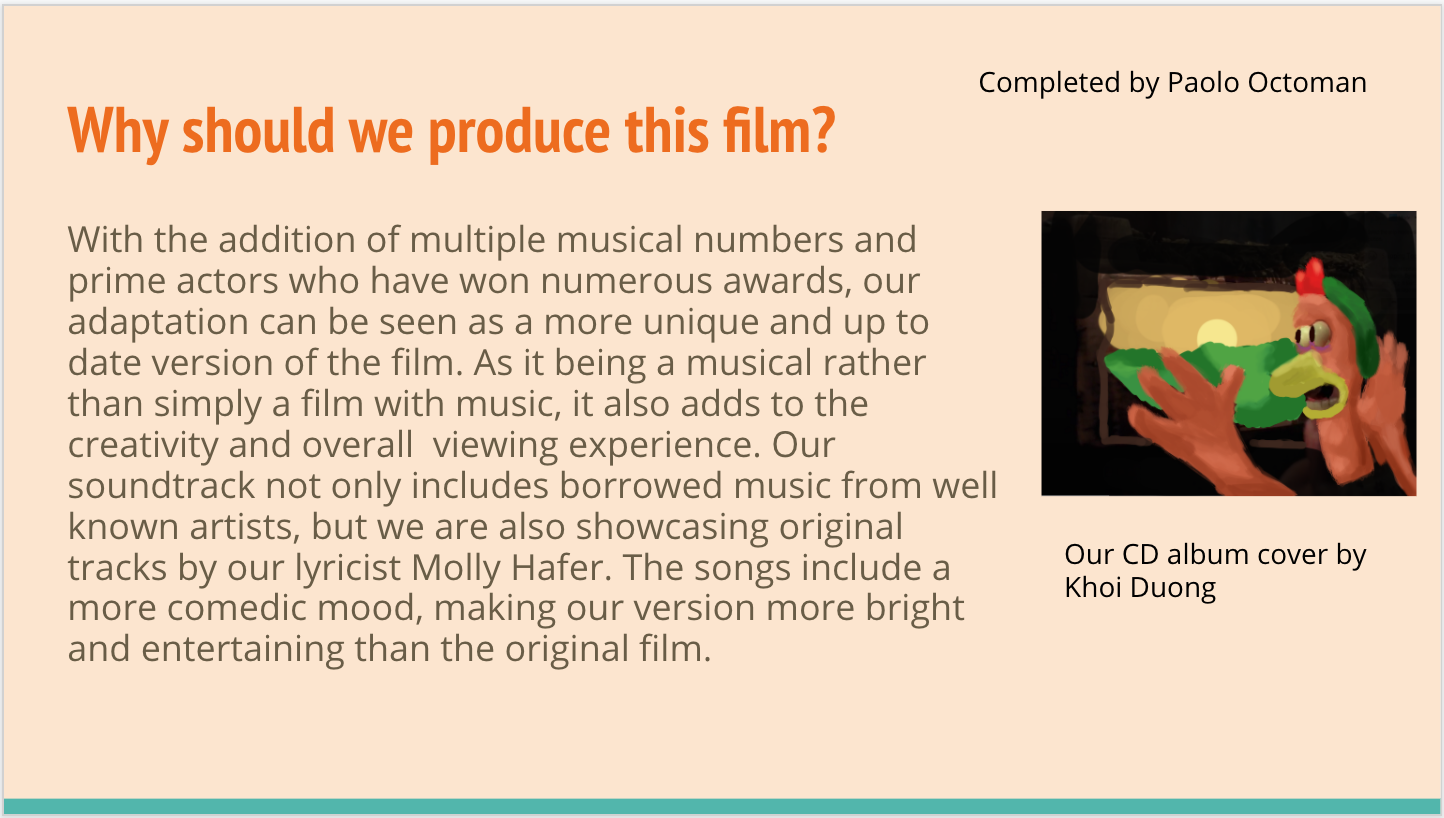 Completed by Paolo Octoman
Why should we produce this film?
With the addition of multiple musical numbers and
prime actors who have won numerous awards, our
adaptation can be seen as a more unique and up to
date version of the film. As it being a musical rather
than simply a film with music, it also adds to the
creativity and overall  viewing experience. Our
soundtrack not only includes borrowed music from well
known artists, but we are also showcasing original
tracks by our lyricist Molly Hafer. The songs include a
more comedic mood, making our version more bright
and entertaining than the original film.
Our CD album cover by
Khoi Duong